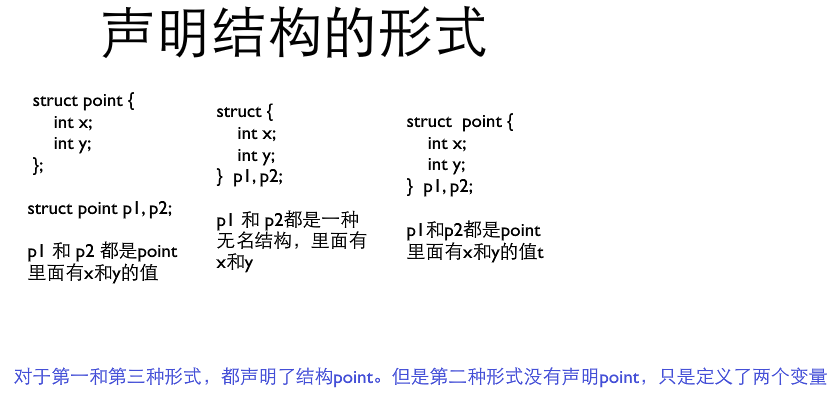 声明结构的形式
struct point {
int x;
int y;
};
struct point p1, p2;
p1 和 p2 都是point
里面有x和y的值
struct {
int x;
int y;
} p1, p2;
p1 和 p2都是一种
无名结构，里面有
x和y
struct point {
int x;
int y;
} p1, p2;
p1和p2都是point
里面有x和y的值t
对于第一和第三种形式，都声明了结构point。但是第二种形式没有声明point，只是定义了两个变量